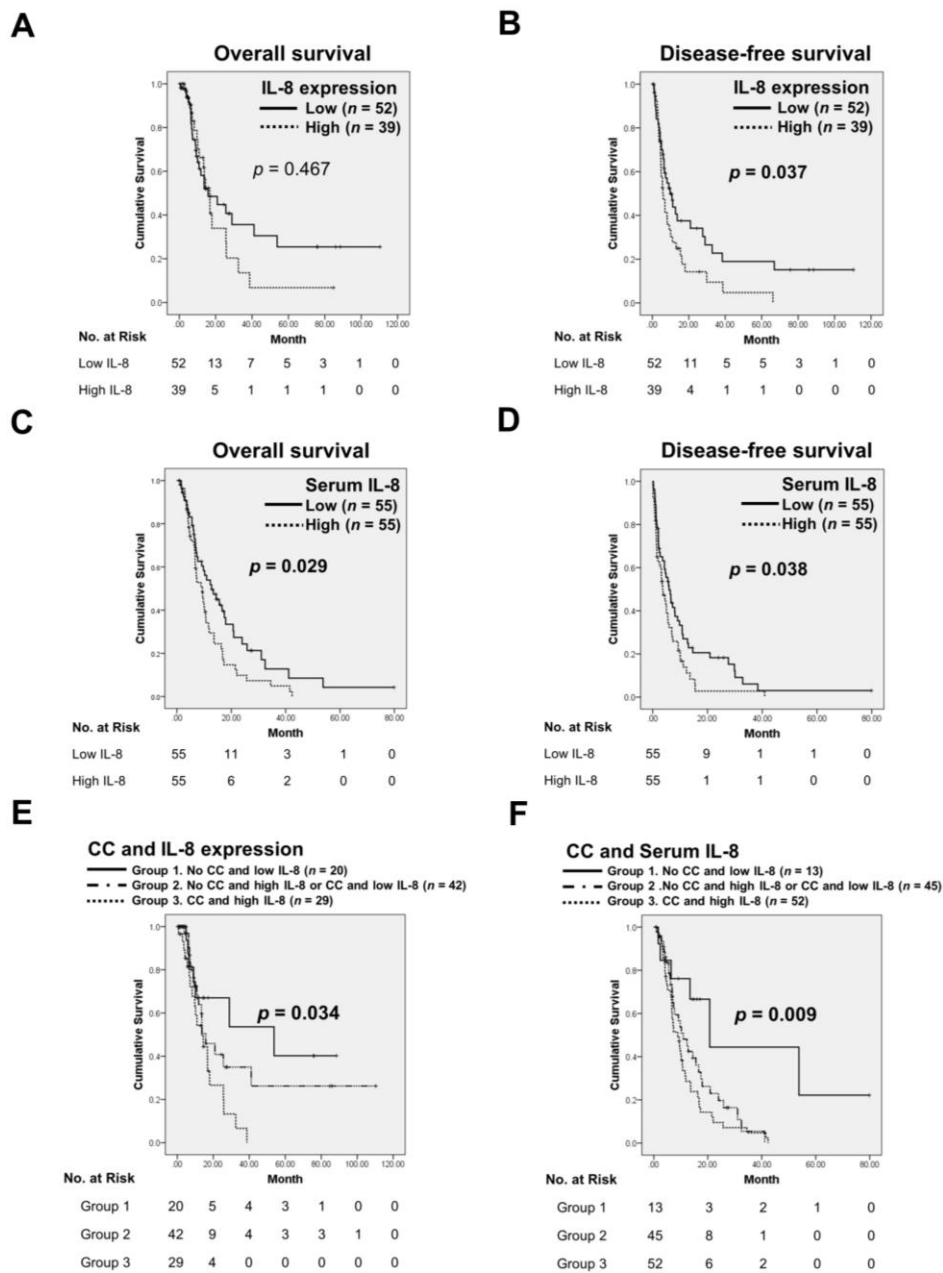 A
Overall survival
IL-8 expression
Low (n = 52)
High (n = 39)
p = 0.467
Cumulative Survival
1.0
0.8
0.6
0.4
0.2
0.0
.00 20.00 40.00 60.00 80.00 100.00 120.00
Month
No. at Risk
Low IL-8 52 13 7 5 3 1 0
High IL-8 39 5 1 1 1 0 0
B
Disease-free survival
IL-8 expression
Low (n = 52)
High (n = 39)
p = 0.037
Cumulative Survival
1.0
0.8
0.6
0.4
0.2
0.0
.00 20.00 40.00 60.00 80.00 100.00 120.00
Month
No. at Risk
Low IL-8 52 11 5 5 3 1 0
High IL-8 39 4 1 1 0 0 0
C
Overall survival
Serum IL-8
Low (n = 55)
High (n = 55)
p = 0.029
Cumulative Survival
1.0
0.8
0.6
0.4
0.2
0.0
.00 20.00 40.00 60.00 80.00
Month
No. at Risk
Low IL-8 55 11 3 1 0
High IL-8 55 6 2 0 0
D
Disease-free survival
Serum IL-8
Low (n = 55)
High (n = 55)
p = 0.038
Cumulative Survival
1.0
0.8
0.6
0.4
0.2
0.0
.00 20.00 40.00 60.00 80.00
Month
No. at Risk
Low IL-8 55 9 1 1 0
High IL-8 55 1 1 0 0
E
CC and IL-8 expression
Group 1. No CC and low IL-8 (n = 20)
Group 2. No CC and high IL-8 or CC and low IL-8 (n = 42)
Group 3. CC and high IL-8 (n = 29)
p = 0.034
Cumulative Survival
1.0
0.8
0.6
0.4
0.2
0.0
.00 20.00 40.00 60.00 80.00 100.00 120.00
Month
No. at Risk
Group 1 20 5 4 3 1 0 0
Group 2 42 9 4 3 3 1 0
Group 3 29 4 0 0 0 0 0
F
CC and Serum IL-8
Group 1. No CC and low IL-8 (n = 13)
Group 2 .No CC and high IL-8 or CC and low IL-8 (n = 45)
Group 3. CC and high IL-8 (n = 52)
p = 0.009
Cumulative Survival
1.0
0.8
0.6
0.4
0.2
0.0
.00 20.00 40.00 60.00 80.00
Month
No. at Risk
Group 1 13 3 2 1 0
Group 2 45 8 1 0 0
Group 3 52 6 2 0 0